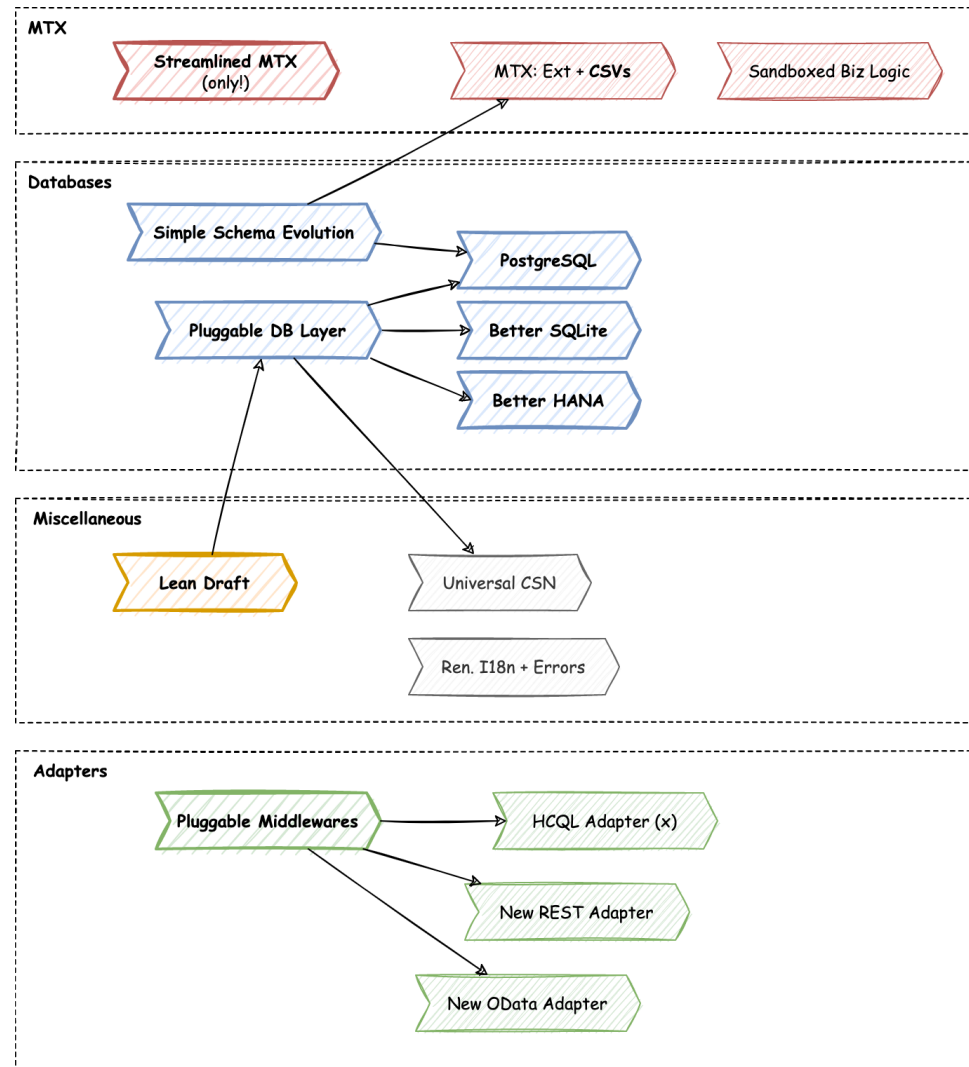 MTX
Streamlined MTX
(only!)
MTX: Ext + CSVs
Sandboxed Biz Logic
Databases
Simple Schema Evolution
PostgreSQL
Pluggable DB Layer
Better SQLite
Better HANA
Miscellaneous
Lean Draft
Universal CSN
Ren. I18n + Errors
Adapters
Pluggable Middlewares
HCQL Adapter (x)
New REST Adapter
New OData Adapter